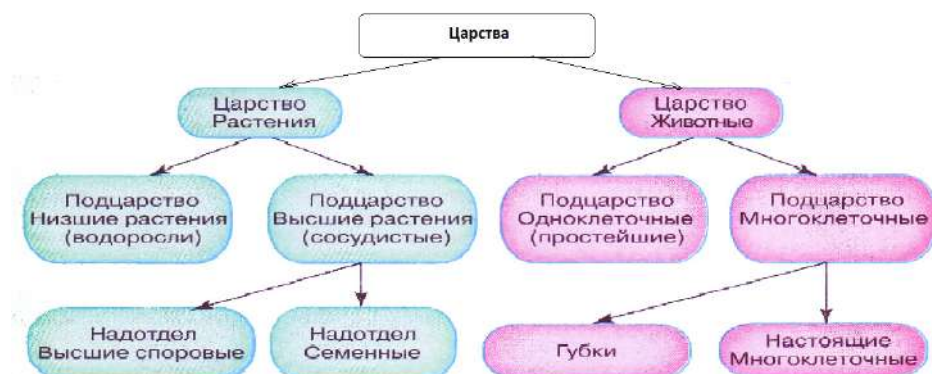 Царства
Царство
Растения
Царство
Животные
Подцарство
Низшие растения
(водоросли)
Подцарство
Высшие растения
(сосудистые)
Подцарство
Одноклеточные
(простейшие)
Подцарство
Многоклеточные
Надотдел
Высшие споровые
Надотдел
Семенные
Губки
Настоящие
Многоклеточные